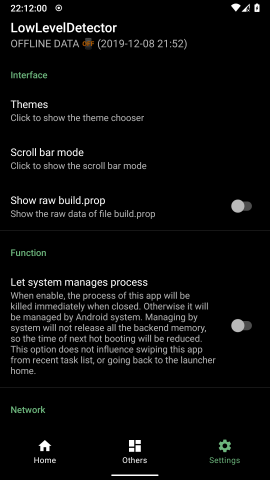 22:12:00
LowLevelDetector
OFFLINE DATA OFF (2019-12-08 21:52)
Interface
Themes
Click to show the theme chooser
Scroll bar mode
Click to show the scroll bar mode
Show raw build.prop
Show the raw data of file build.prop
Function
Let system manages process
When enable, the process of this app will be
killed immediately when closed. Otherwise it will
be managed by Android system. Managing by
system will not release all the backend memory,
so the time of next hot booting will be reduced.
This option does not influence swiping this app
from recent task list, or going back to the launcher
home.
Network
Home
Others
Settings